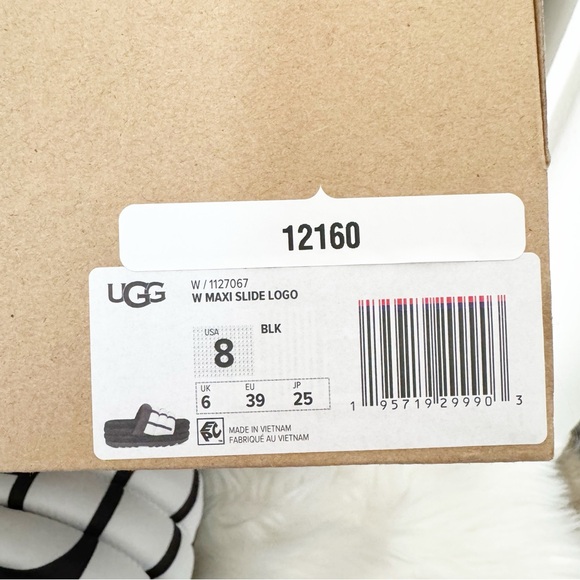 12160
UGG
W / 1127067
W MAXI SLIDE LOGO
USA
8
BLK
UK
6
EU
39
JP
25
1 95719 29990 3
MADE IN VIETNAM
FABRIQUÉ AU VIETNAM